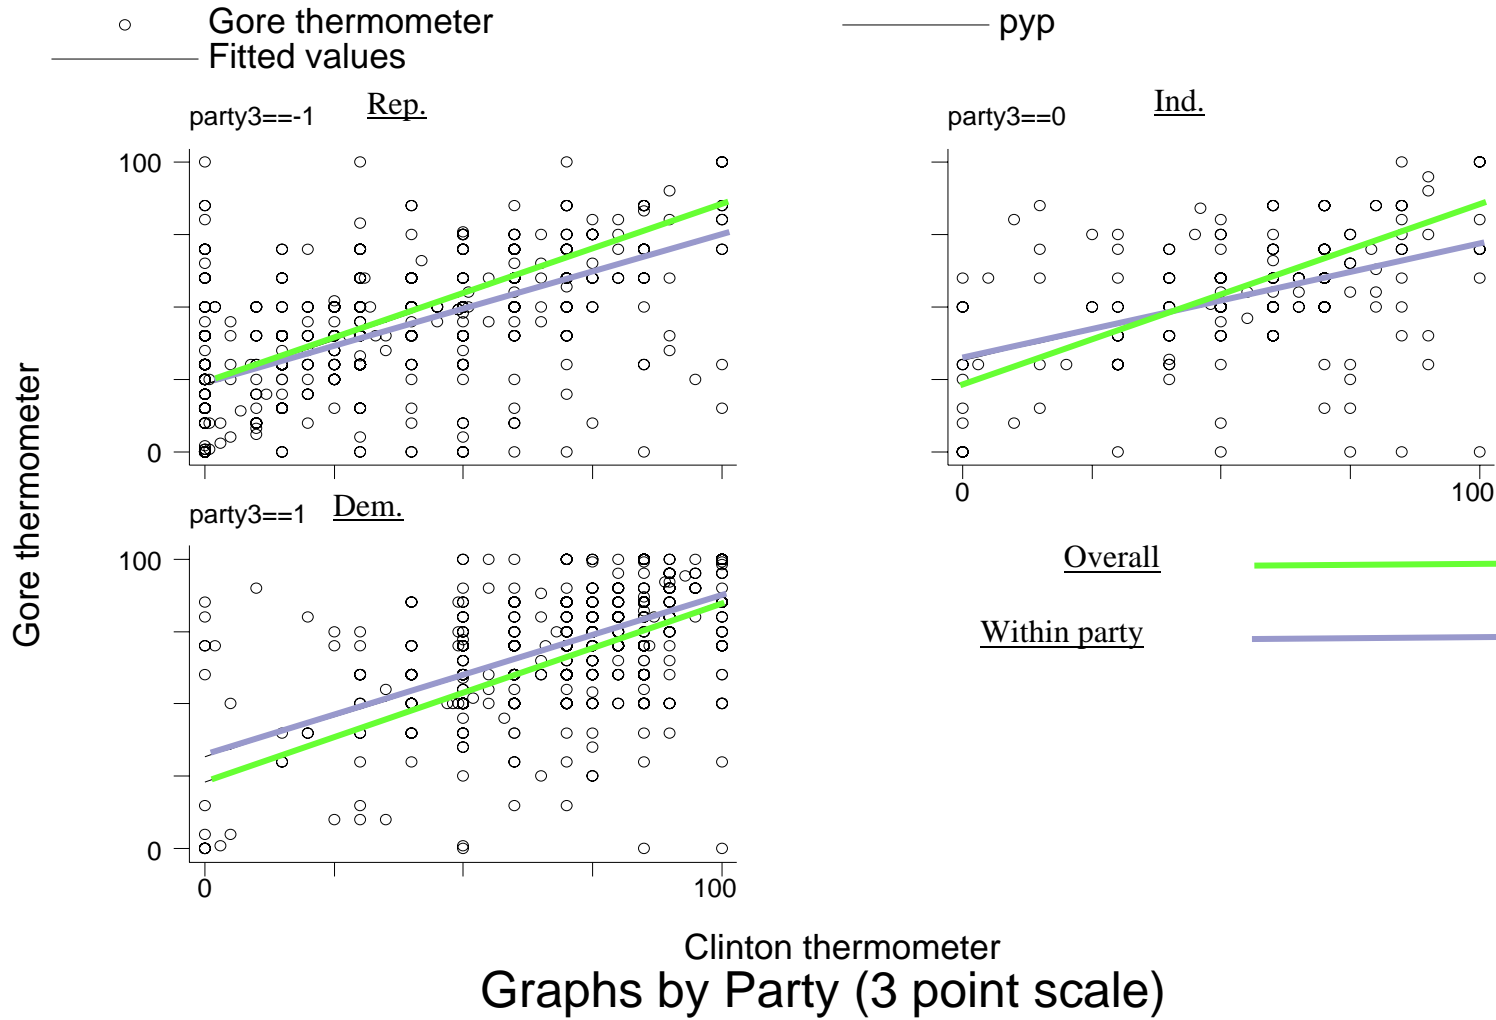 Gore thermometer
pyp
Fitted values
party3==-1
Rep.
party3==0
Ind.
100
0
0
100
party3==1
Dem.
100
0
0
100
Overall
Within party
Gore thermometer
Clinton thermometer
Graphs by Party (3 point scale)